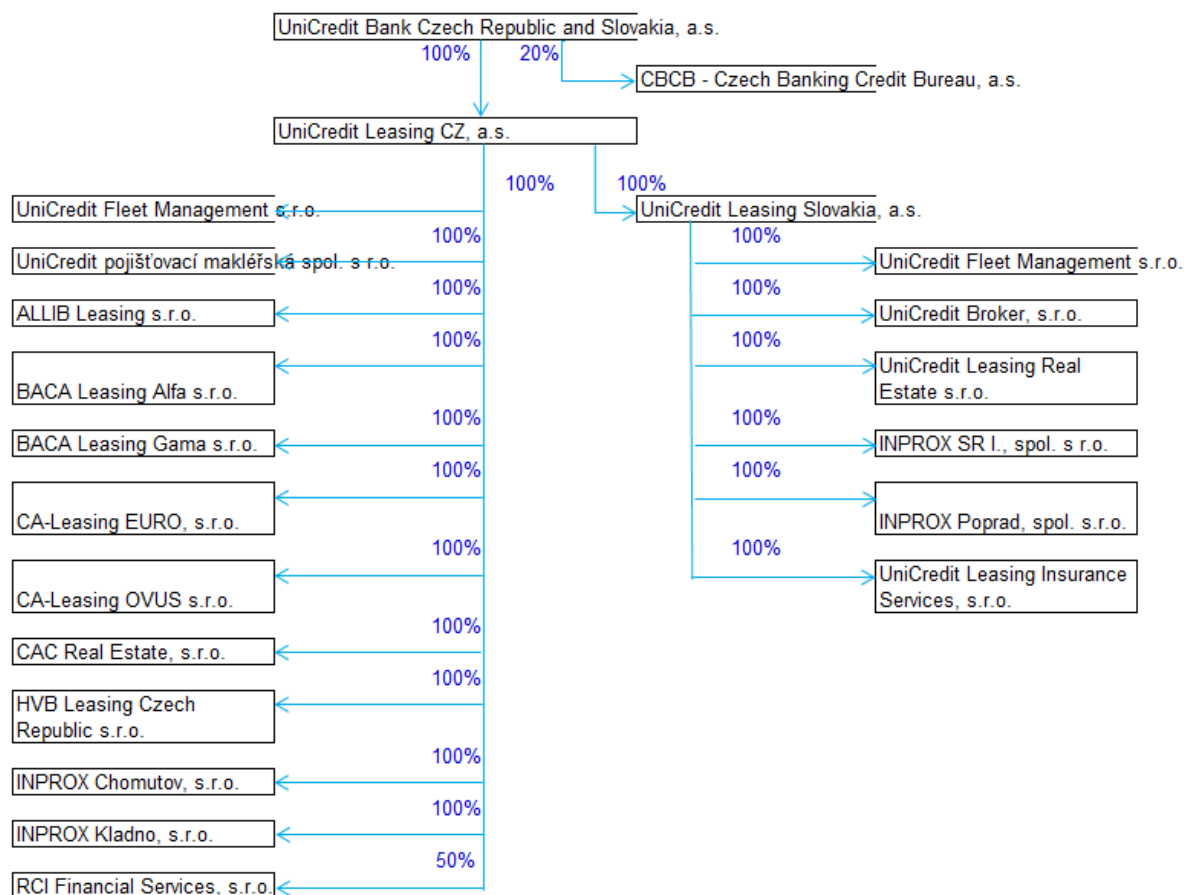 UniCredit Bank Czech Republic and Slovakia, a.s.
100%
20%
CBCB - Czech Banking Credit Bureau, a.s.
UniCredit Leasing CZ, a.s.
100%
100%
UniCredit Fleet Management s.r.o.
UniCredit Leasing Slovakia, a.s.
100%
100%
UniCredit pojišťovací makléřská spol. s r.o.
UniCredit Fleet Management s.r.o.
100%
100%
ALLIB Leasing s.r.o.
UniCredit Broker, s.r.o.
100%
100%
BACA Leasing Alfa s.r.o.
UniCredit Leasing Real
Estate s.r.o.
100%
100%
BACA Leasing Gama s.r.o.
INPROX SR I., spol. s r.o.
100%
100%
CA-Leasing EURO, s.r.o.
INPROX Poprad, spol. s.r.o.
100%
100%
CA-Leasing OVUS s.r.o.
UniCredit Leasing Insurance
Services, s.r.o.
100%
CAC Real Estate, s.r.o.
100%
HVB Leasing Czech
Republic s.r.o.
100%
INPROX Chomutov, s.r.o.
100%
INPROX Kladno, s.r.o.
50%
RCI Financial Services, s.r.o.